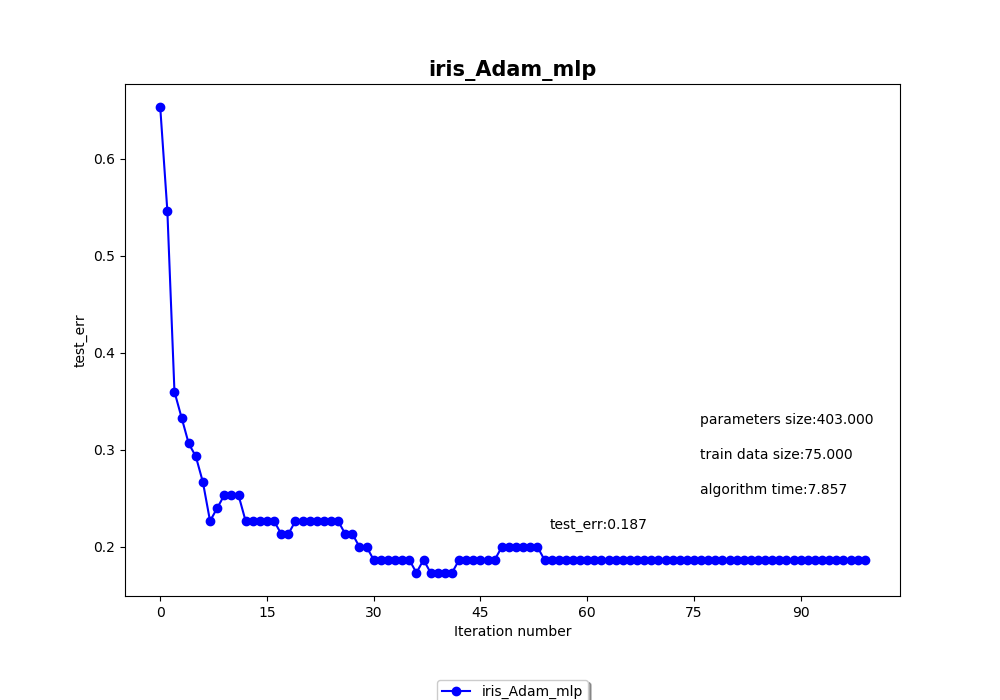 iris_Adam_mlp
0.6
0.5
0.4
0.3
0.2
test_err
parameters size:403.000
train data size:75.000
algorithm time:7.857
test_err:0.187
0 15 30 45 60 75 90
Iteration number
iris_Adam_mlp